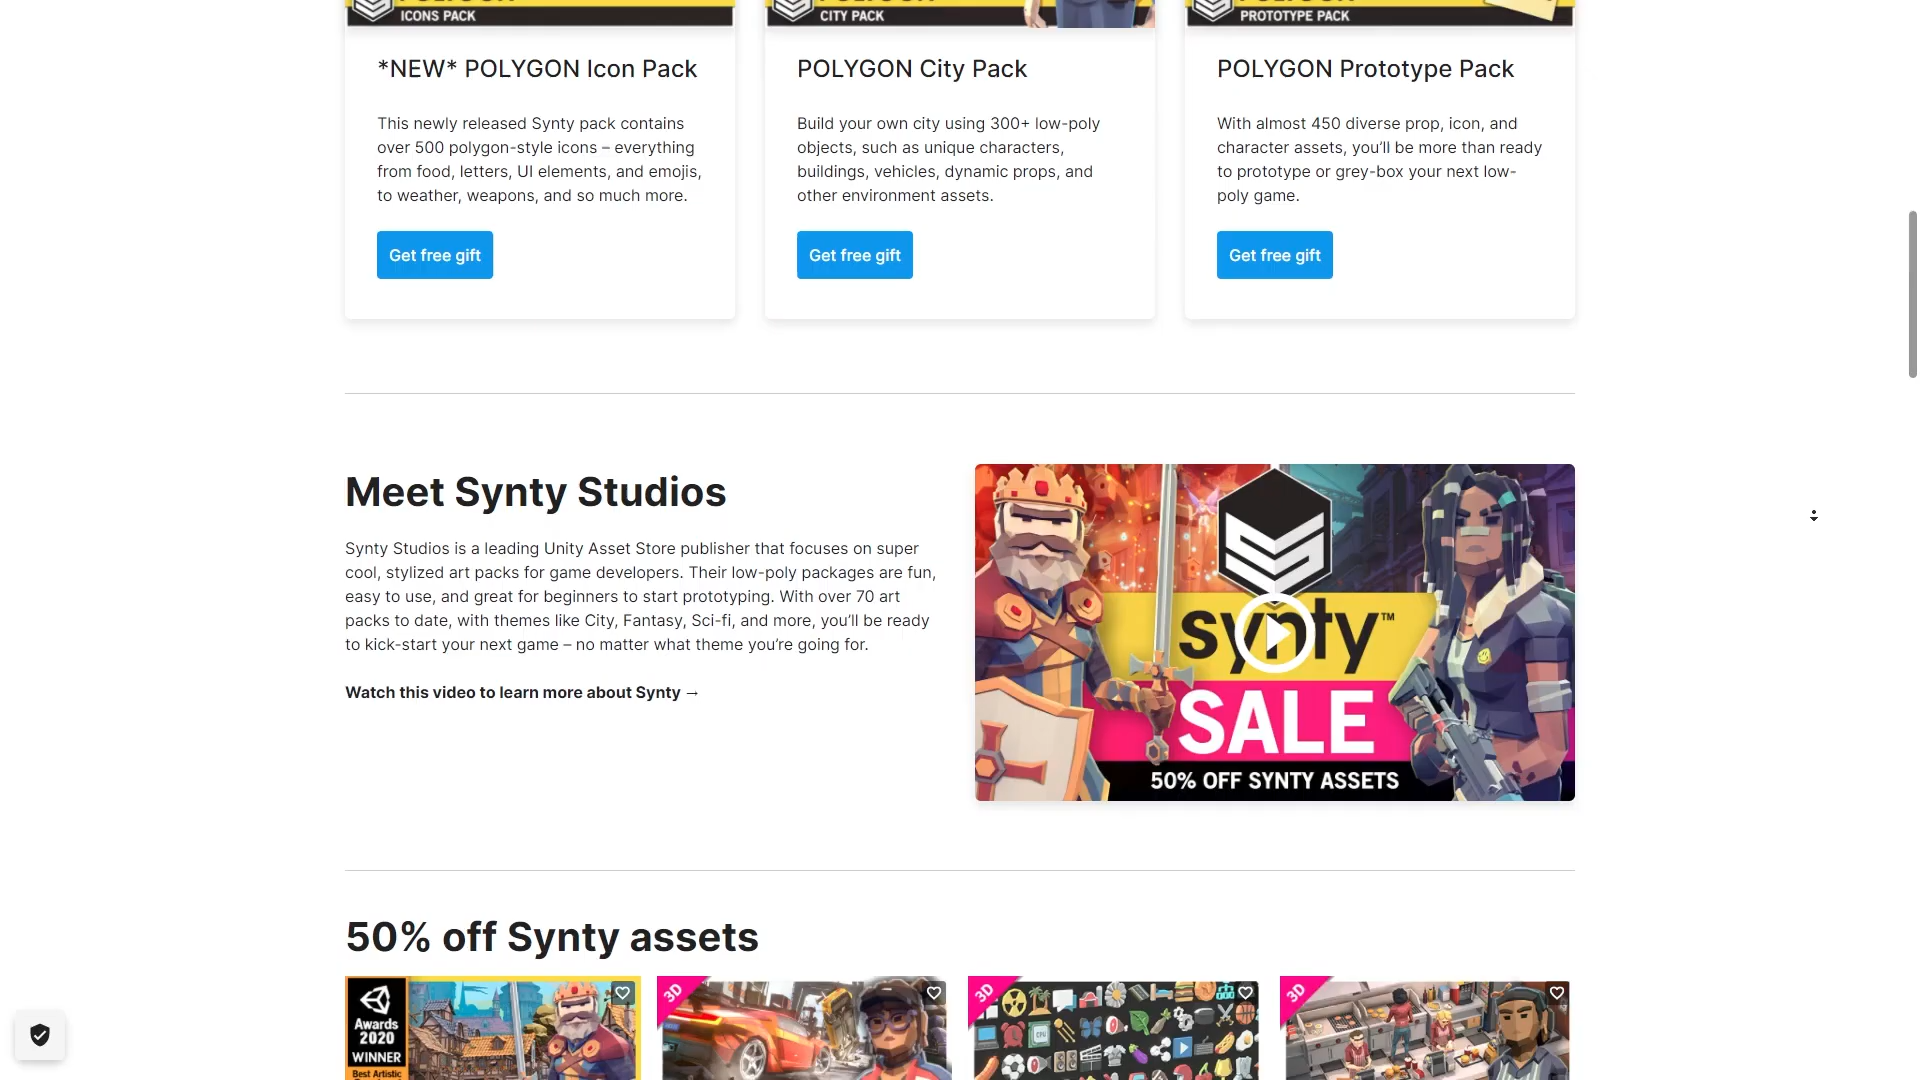 ICONS PACK
CITY PACK
PROTOTYPE PACK
*NEW* POLYGON Icon Pack
POLYGON City Pack
POLYGON Prototype Pack
This newly released Synty pack contains
over 500 polygon-style icons – everything
from food, letters, UI elements, and emojis,
to weather, weapons, and so much more.
Build your own city using 300+ low-poly
objects, such as unique characters,
buildings, vehicles, dynamic props, and
other environment assets.
With almost 450 diverse prop, icon, and
character assets, you’ll be more than ready
to prototype or grey-box your next low-
poly game.
Get free gift
Get free gift
Get free gift
Meet Synty Studios
Synty Studios is a leading Unity Asset Store publisher that focuses on super
cool, stylized art packs for game developers. Their low-poly packages are fun,
easy to use, and great for beginners to start prototyping. With over 70 art
packs to date, with themes like City, Fantasy, Sci-fi, and more, you’ll be ready
to kick-start your next game – no matter what theme you’re going for.
Watch this video to learn more about Synty →
synty™
SALE
50% OFF SYNTY ASSETS
50% off Synty assets
Awards
2020
WINNER
Best Artistic
3D
3D
CPU
3D